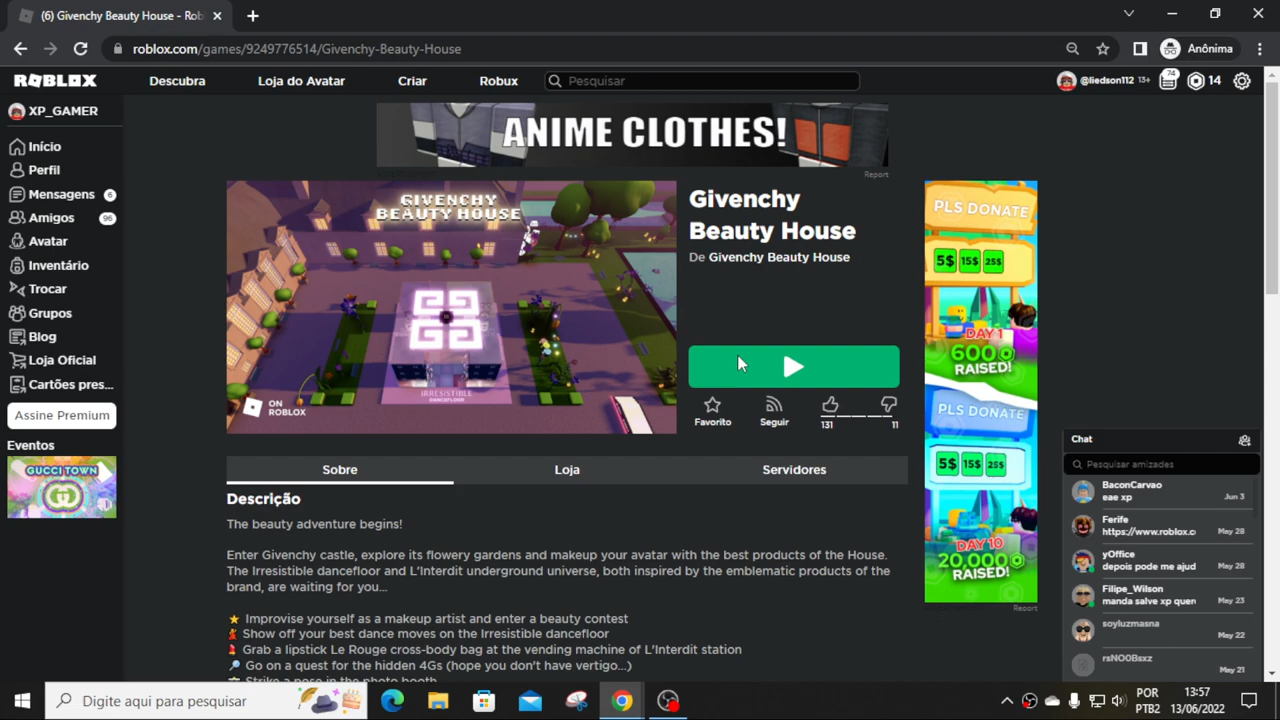 (6) Givenchy Beauty House - Rob
roblox.com/games/9249776514/Givenchy-Beauty-House
Anônima
ROBLOX
Descubra
Loja do Avatar
Criar
Robux
Pesquisar
@liedson112 13+
74
14
XP_GAMER
Início
Perfil
Mensagens 6
Amigos 96
Avatar
Inventário
Trocar
Grupos
Blog
Loja Oficial
Cartões pres...
Assine Premium
Eventos
GUCCI TOWN
ANIME CLOTHES!
Report
GIVENCHY
BEAUTY HOUSE
IRRESISTIBLE
DANCEFLOOR
ON
ROBLOX
Givenchy
Beauty House
De Givenchy Beauty House
Favorito
Seguir
131
11
Sobre
Loja
Servidores
Descrição
The beauty adventure begins!
Enter Givenchy castle, explore its flowery gardens and makeup your avatar with the best products of the House.
The Irresistible dancefloor and L'Interdit underground universe, both inspired by the emblematic products of the
brand, are waiting for you...
⭐ Improvise yourself as a makeup artist and enter a beauty contest
💃 Show off your best dance moves on the Irresistible dancefloor
💄 Grab a lipstick Le Rouge cross-body bag at the vending machine of L'Interdit station
🔎 Go on a quest for the hidden 4Gs (hope you don't have vertigo...)
Strike a pose in the photo booth
PLS DONATE
5$ 15$ 25$
DAY 1
600
RAISED!
PLS DONATE
5$ 15$ 25$
DAY 10
20,000
RAISED!
Report
Chat
Pesquisar amizades
BaconCarvao
eae xp
Jun 3
Ferife
https://www.roblox.c
May 28
yOffice
depois pode me ajud
May 28
Filipe_Wilson
manda salve xp quer
May 23
soyluzmasna
May 22
rsNO0Bsxz
May 21
Digite aqui para pesquisar
POR
PTB2
3:57
13/06/2022